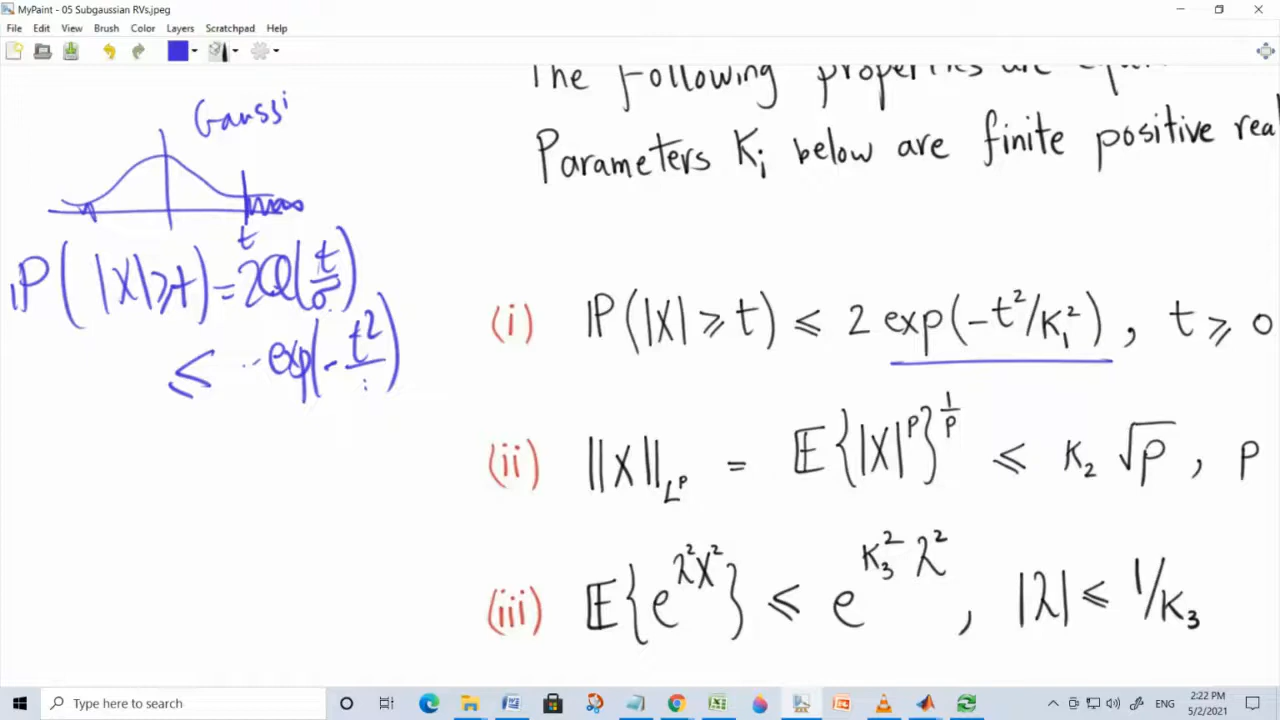 MyPaint - 05 Subgaussian RVs.jpeg
File Edit View Brush Color Layers Scratchpad Help
The Following properties are
Parameters Ki below are finite positive rea
Gaussi
t
ℙ(|X|≥t) = 2Q(t/σ)
≤ ·· exp(-t²/
(i) ℙ(|X| ≥ t) ≤ 2 exp(-t²/K₁²), t ≥ 0
(ii) ||X||_{L^p} = 𝔼{|X|^p}^{1/p} ≤ K₂ √p, p
(iii) 𝔼{e^{λ²X²}} ≤ e^{K₃² λ²}, |λ| ≤ 1/K₃
Type here to search
ENG
2:22 PM
5/2/2021